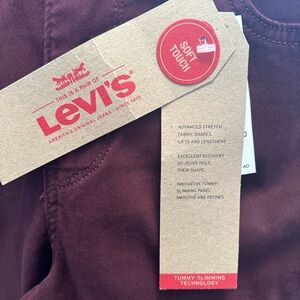 THIS IS A PAIR OF
Levi's
AMERICA'S ORIGINAL JEANS - SINCE 1873
SOFT
TOUCH
ADVANCED STRETCH
FABRIC SHAPES,
LIFTS AND LENGTHENS
EXCELLENT RECOVERY
SO JEANS HOLD
THEIR SHAPE
INNOVATIVE TUMMY-
SLIMMING PANEL
SMOOTHS AND DEFINES
TUMMY-SLIMMING
TECHNOLOGY
AD